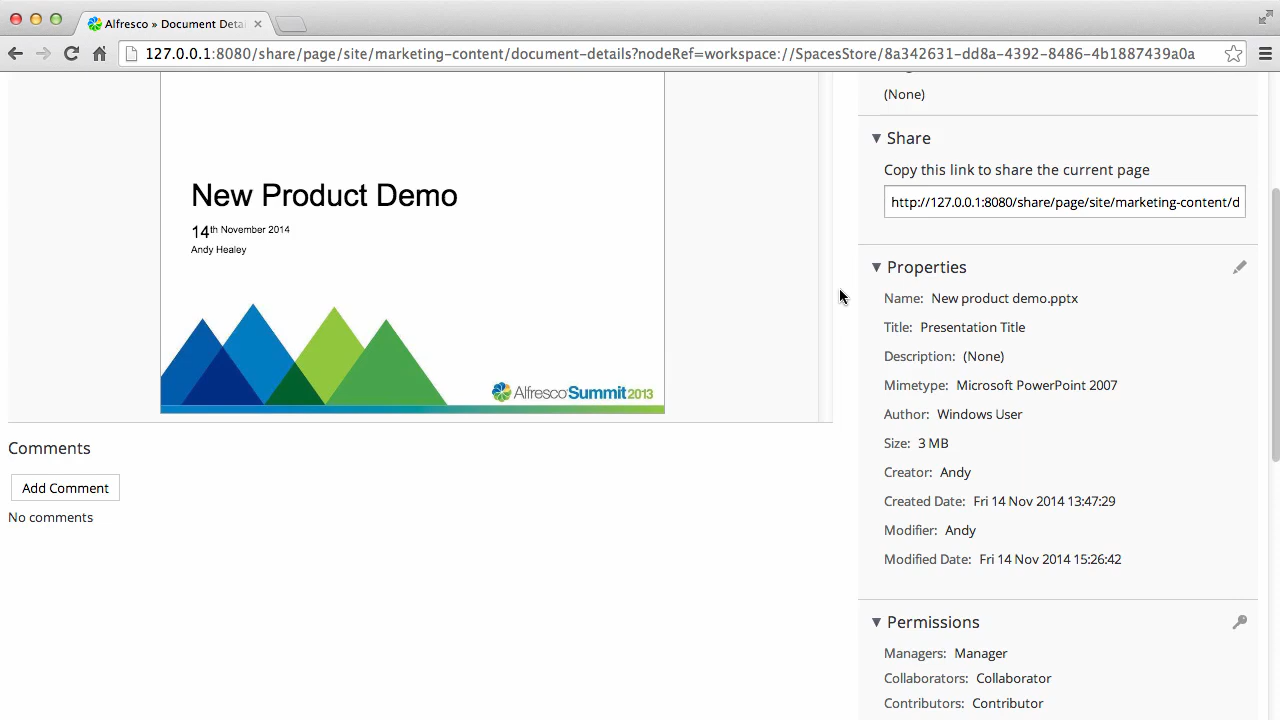 Alfresco » Document Deta
127.0.0.1:8080/share/page/site/marketing-content/document-details?nodeRef=workspace://SpacesStore/8a342631-dd8a-4392-8486-4b1887439a0a
New Product Demo
14th November 2014
Andy Healey
AlfrescoSummit2013
Comments
Add Comment
No comments
(None)
Share
Copy this link to share the current page
http://127.0.0.1:8080/share/page/site/marketing-content/d
Properties
Name: New product demo.pptx
Title: Presentation Title
Description: (None)
Mimetype: Microsoft PowerPoint 2007
Author: Windows User
Size: 3 MB
Creator: Andy
Created Date: Fri 14 Nov 2014 13:47:29
Modifier: Andy
Modified Date: Fri 14 Nov 2014 15:26:42
Permissions
Managers: Manager
Collaborators: Collaborator
Contributors: Contributor